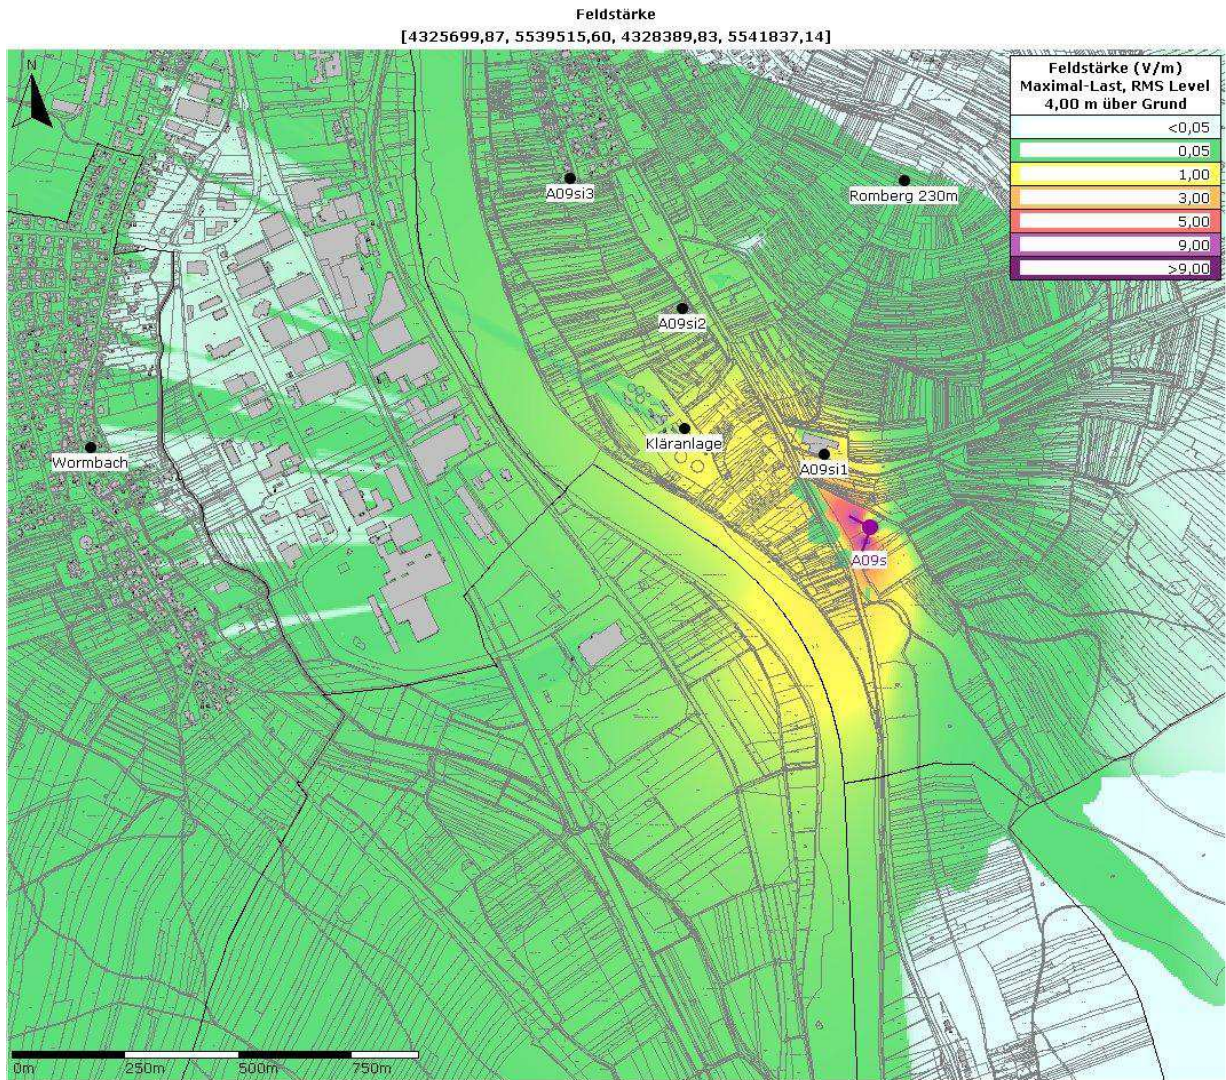 Feldstärke
[4325699,87, 5539515,60, 4328389,83, 5541837,14]
N
Feldstärke (V/m)
Maximal-Last, RMS Level
4,00 m über Grund
<0,05
0,05
1,00
3,00
5,00
9,00
>9,00
A09si3
Romberg 230m
A09si2
Kläranlage
A09si1
Wormbach
A09s
0m 250m 500m 750m